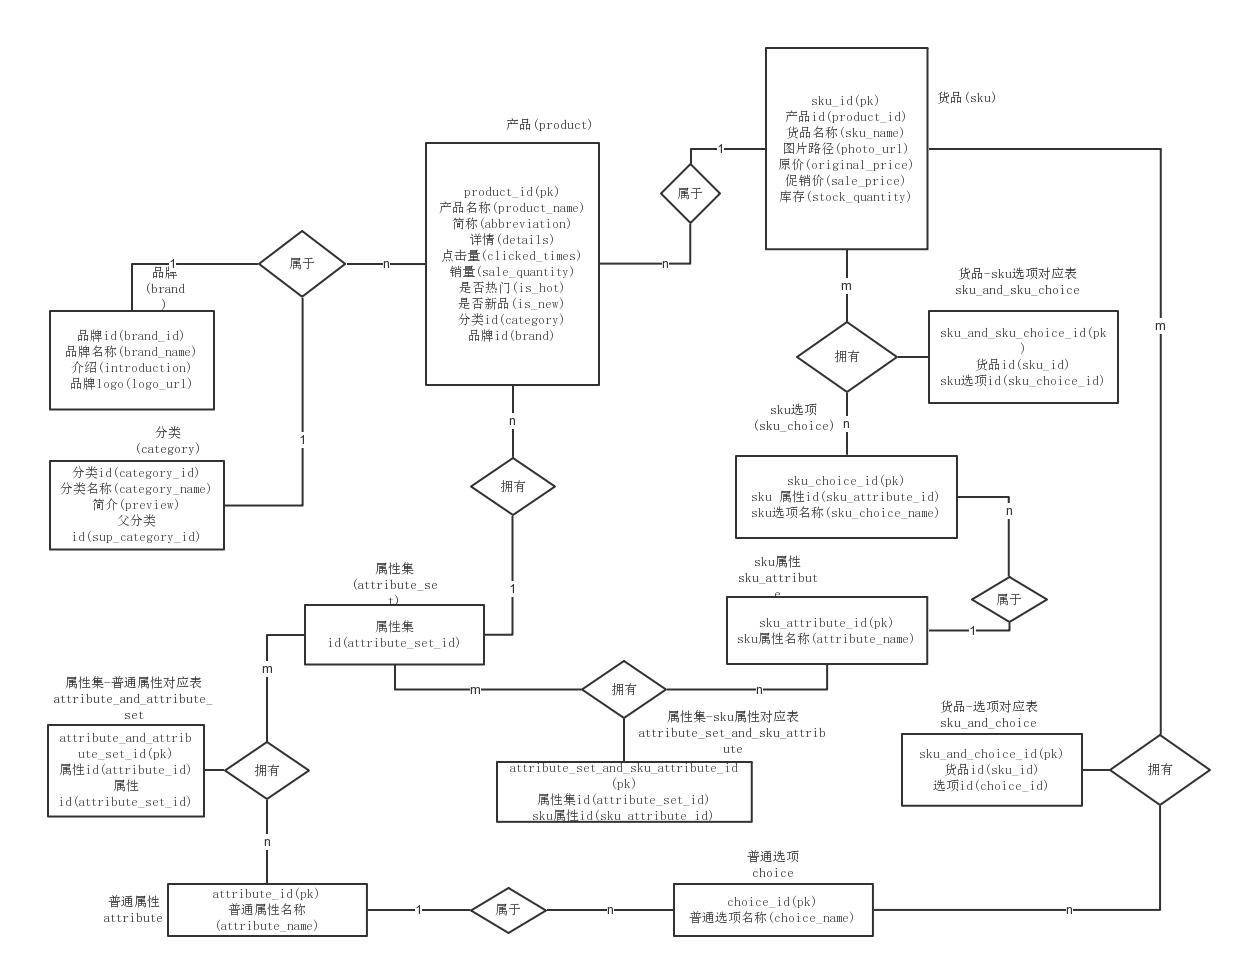 货品(sku)
sku_id(pk)
产品id(product_id)
货品名称(sku_name)
图片路径(photo_url)
原价(original_price)
促销价(sale_price)
库存(stock_quantity)
产品(product)
product_id(pk)
产品名称(product_name)
简称(abbreviation)
详情(details)
点击量(clicked_times)
销量(sale_quantity)
是否热门(is_hot)
是否新品(is_new)
分类id(category)
品牌id(brand)
1
属于
n
1
属于
n
品牌
(brand
)
品牌id(brand_id)
品牌名称(brand_name)
介绍(introduction)
品牌logo(logo_url)
1
分类
(category)
分类id(category_id)
分类名称(category_name)
简介(preview)
父分类
id(sup_category_id)
m
拥有
n
货品-sku选项对应表
sku_and_sku_choice
sku_and_sku_choice_id(pk
)
货品id(sku_id)
sku选项id(sku_choice_id)
m
sku选项
(sku_choice)
sku_choice_id(pk)
sku 属性id(sku_attribute_id)
sku选项名称(sku_choice_name)
n
属于
1
n
拥有
1
sku属性
sku_attribut
e
sku_attribute_id(pk)
sku属性名称(attribute_name)
属性集
(attribute_se
t)
属性集
id(attribute_set_id)
m
拥有
n
m
属性集-普通属性对应表
attribute_and_attribute_
set
attribute_and_attrib
ute_set_id(pk)
属性id(attribute_id)
属性
id(attribute_set_id)
拥有
n
属性集-sku属性对应表
attribute_set_and_sku_attrib
ute
attribute_set_and_sku_attribute_id
(pk)
属性集id(attribute_set_id)
sku属性id(sku_attribute_id)
货品-选项对应表
sku_and_choice
sku_and_choice_id(pk)
货品id(sku_id)
选项id(choice_id)
拥有
普通属性
attribute
attribute_id(pk)
普通属性名称
(attribute_name)
1
属于
n
普通选项
choice
choice_id(pk)
普通选项名称(choice_name)
n